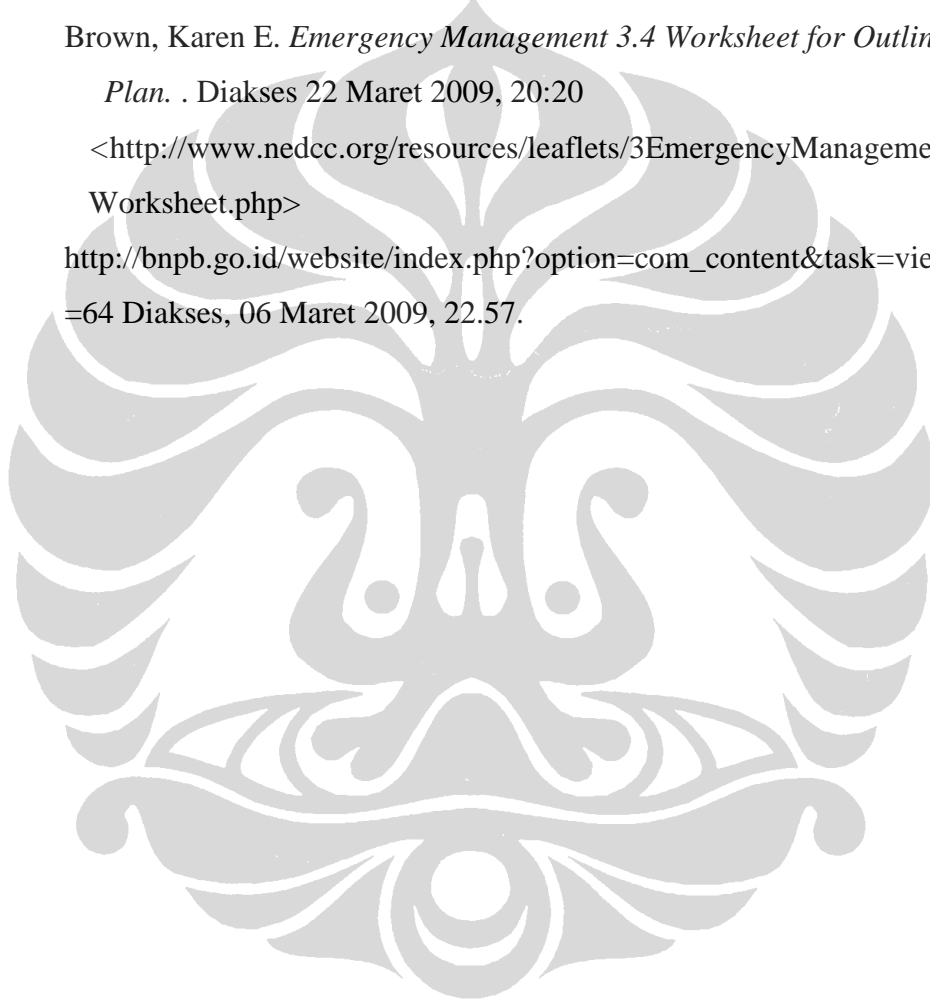 Brown, Karen E. Emergency Management 3.4 Worksheet for Outlin
Plan. . Diakses 22 Maret 2009, 20:20
<http://www.nedcc.org/resources/leaflets/3EmergencyManageme
Worksheet.php>
http://bnpb.go.id/website/index.php?option=com_content&task=vie
=64 Diakses, 06 Maret 2009, 22.57.